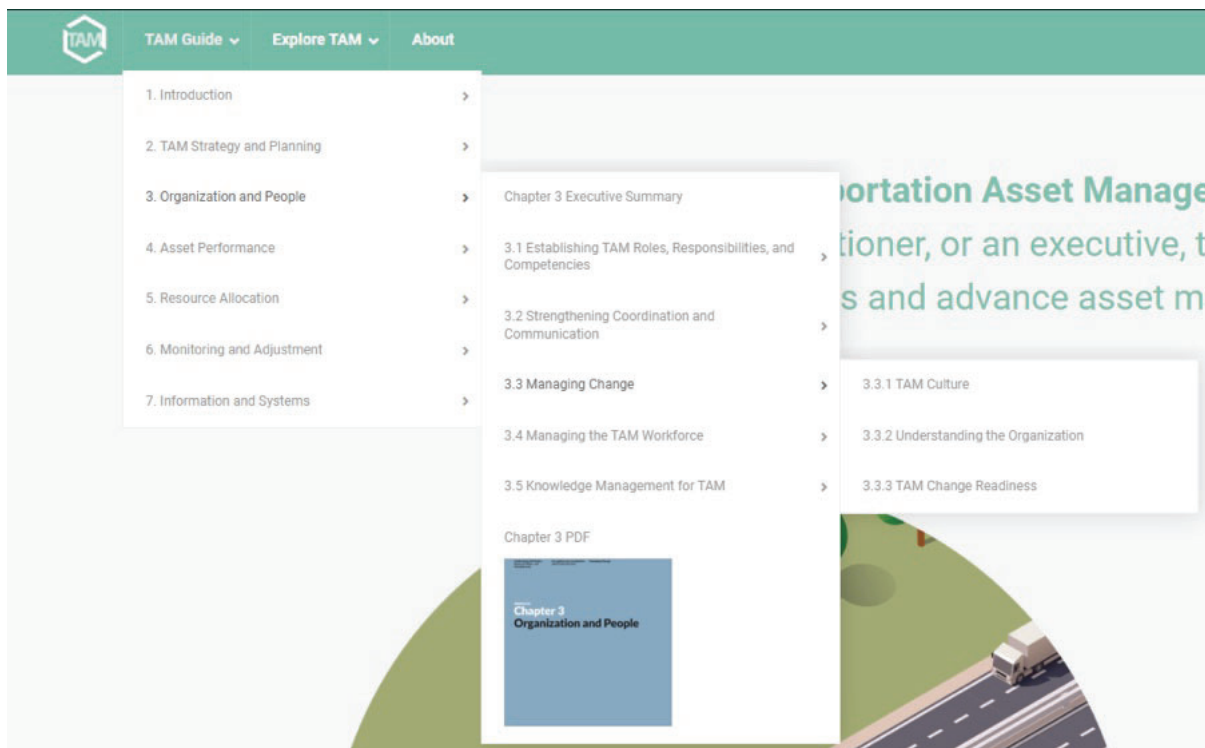 TAM
TAM Guide
Explore TAM
About
1. Introduction
2. TAM Strategy and Planning
3. Organization and People
4. Asset Performance
5. Resource Allocation
6. Monitoring and Adjustment
7. Information and Systems
Chapter 3 Executive Summary
3.1 Establishing TAM Roles, Responsibilities, and
Competencies
3.2 Strengthening Coordination and
Communication
3.3 Managing Change
3.4 Managing the TAM Workforce
3.5 Knowledge Management for TAM
Chapter 3 PDF
Chapter 3
Organization and People
3.3.1 TAM Culture
3.3.2 Understanding the Organization
3.3.3 TAM Change Readiness
portation Asset Manage
tioner, or an executive, t
s and advance asset m